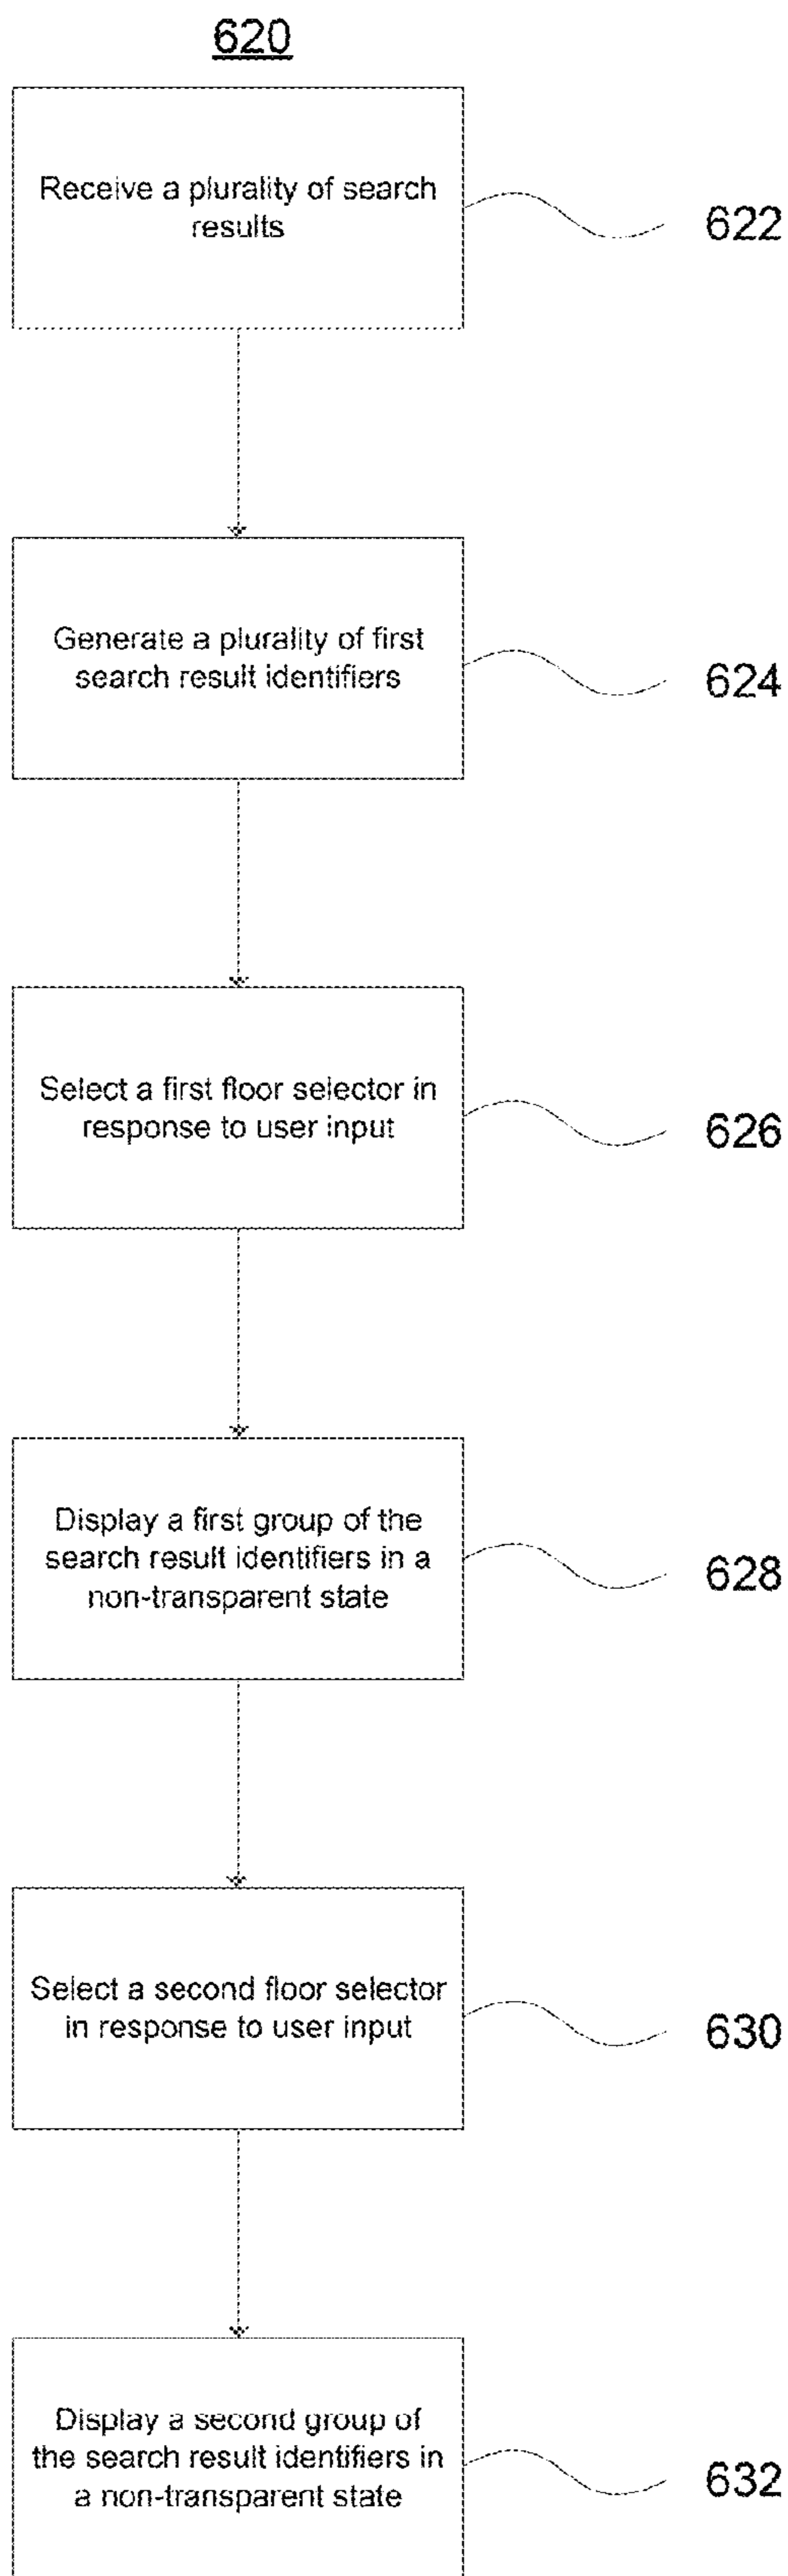 620
Receive a plurality of search
results
622
Generate a plurality of first
search result identifiers
624
Select a first floor selector in
response to user input
626
Display a first group of the
search result identifiers in a
non-transparent state
628
Select a second floor selector
in response to user input
630
Display a second group of
the search result identifiers in
a non-transparent state
632